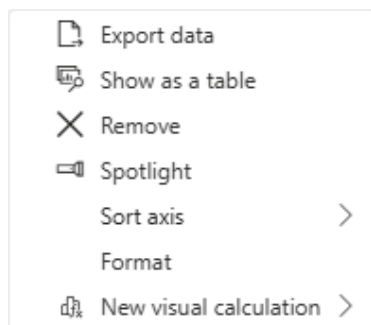 Export data
Show as a table
Remove
Spotlight
Sort axis
Format
New visual calculation